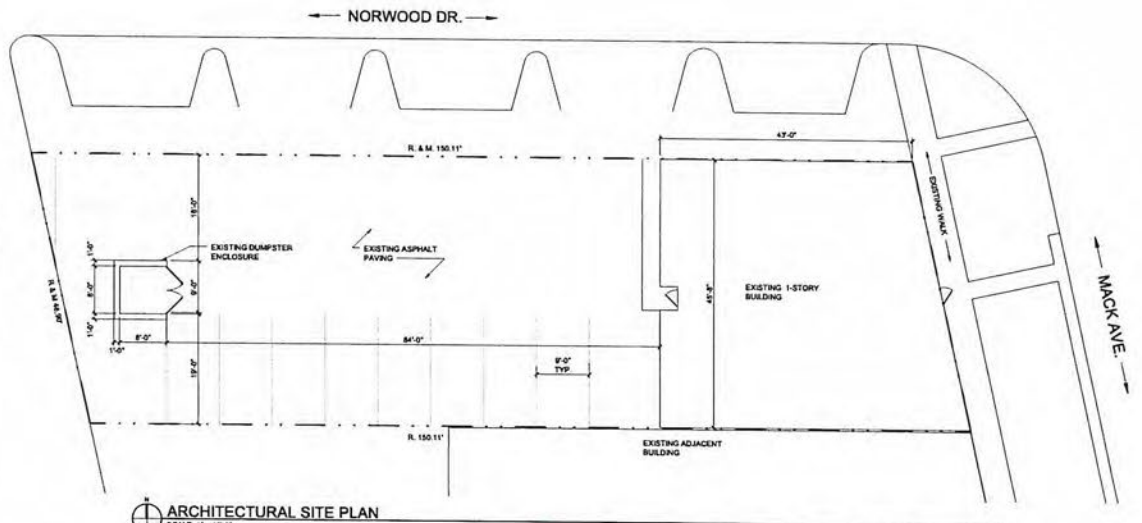 NORWOOD DR.
R. & M. 150.11'
43'-0"
EXISTING WALK
MACK AVE.
18'-0"
EXISTING DUMPSTER
ENCLOSURE
EXISTING ASPHALT
PAVING
1'-0"
8'-0"
1'-0"
9'-0"
R. & M.
EXISTING 1-STORY
BUILDING
1'-0"
8'-0"
84'-0"
9'-0"
TYP
19'-0"
R. 150.11'
EXISTING ADJACENT
BUILDING
N
ARCHITECTURAL SITE PLAN